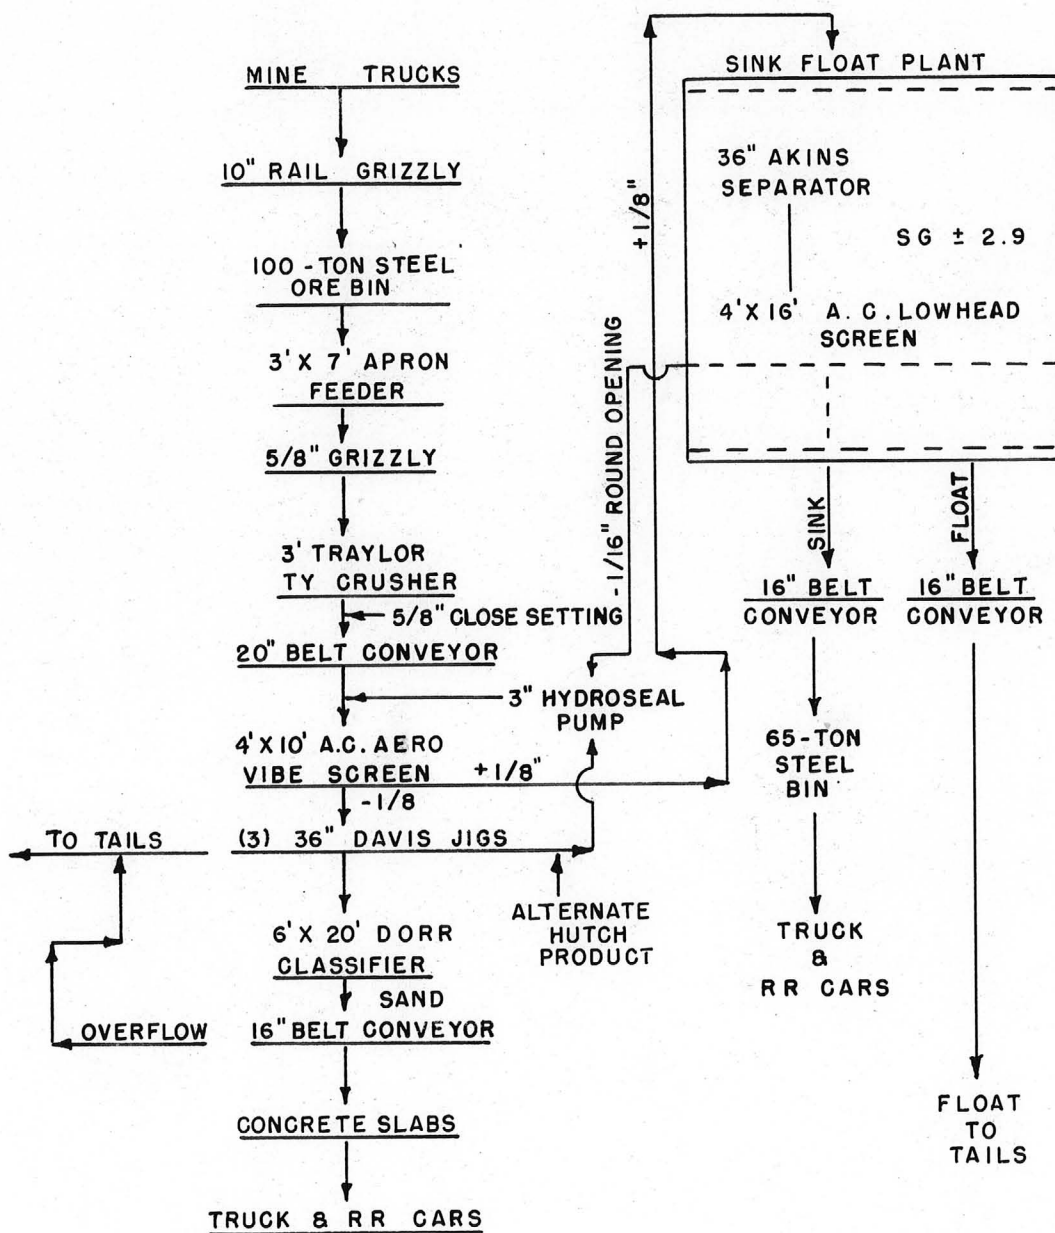 MINE TRUCKS
10" RAIL GRIZZLY
100-TON STEEL
ORE BIN
3' X 7' APRON
FEEDER
5/8" GRIZZLY
3' TRAYLOR
TY CRUSHER
5/8" CLOSE SETTING
20" BELT CONVEYOR
3" HYDROSEAL
PUMP
4' X 10' A.C. AERO
VIBE SCREEN +1/8"
-1/8
TO TAILS
(3) 36" DAVIS JIGS
ALTERNATE
HUTCH
PRODUCT
6' X 20' DORR
CLASSIFIER
SAND
OVERFLOW
16" BELT CONVEYOR
CONCRETE SLABS
TRUCK & RR CARS
-1/16" ROUND OPENING
+1/8"
SINK FLOAT PLANT
36" AKINS
SEPARATOR
SG ± 2.9
4' X 16' A.C. LOWHEAD
SCREEN
SINK
FLOAT
16" BELT
CONVEYOR
16" BELT
CONVEYOR
65-TON
STEEL
BIN
TRUCK
&
RR CARS
FLOAT
TO
TAILS